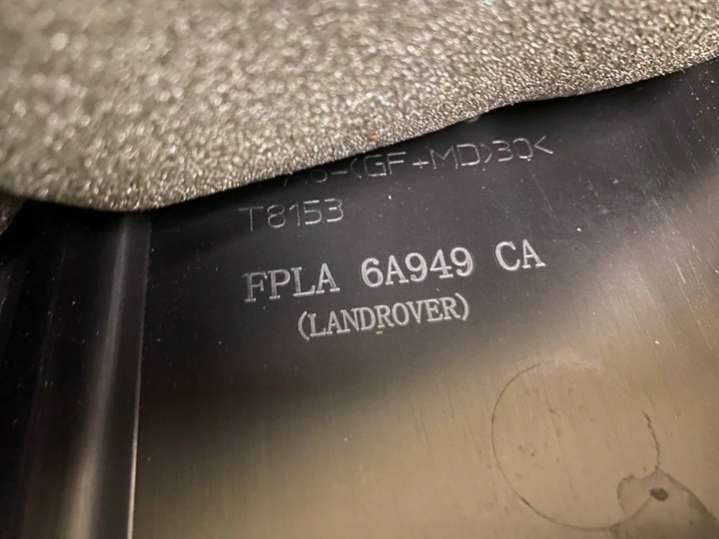 (GF+MD)30<
T8153
FPLA 6A949 CA
(LANDROVER)